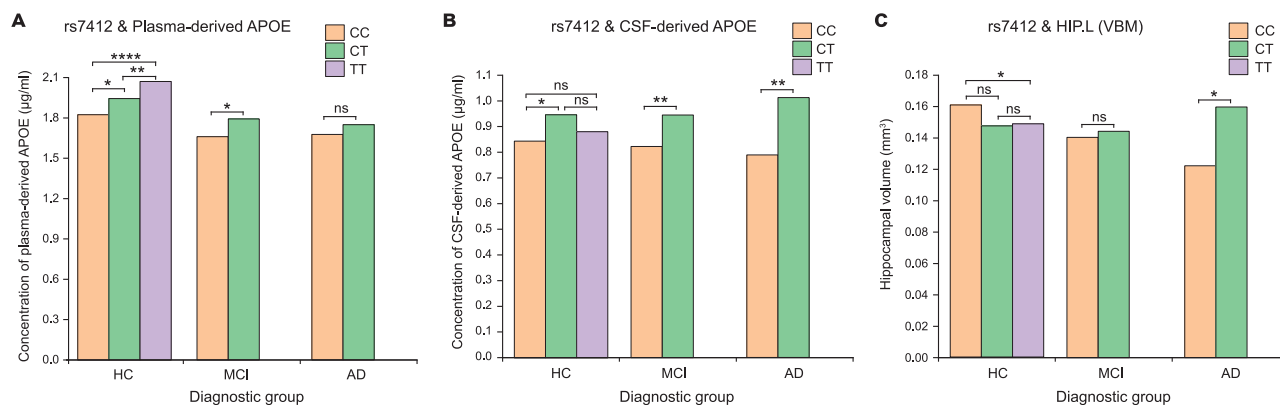 A
rs7412 & Plasma-derived APOE
CC
CT
TT
Concentration of plasma-derived APOE (μg/ml)
2.1
1.8
1.5
1.2
0.9
0.6
0.3
0.0
****
* **
*
ns
HC MCI AD
Diagnostic group
B
rs7412 & CSF-derived APOE
CC
CT
TT
Concentration of CSF-derived APOE (μg/ml)
1.1
1.0
0.9
0.8
0.7
0.6
0.5
0.4
0.3
0.2
0.1
0.0
ns
* ns
**
**
HC MCI AD
Diagnostic group
C
rs7412 & HIP.L (VBM)
CC
CT
TT
Hippocampal volume (mm³)
0.18
0.16
0.14
0.12
0.10
0.08
0.06
0.04
0.02
0.00
*
ns
ns
ns
*
HC MCI AD
Diagnostic group